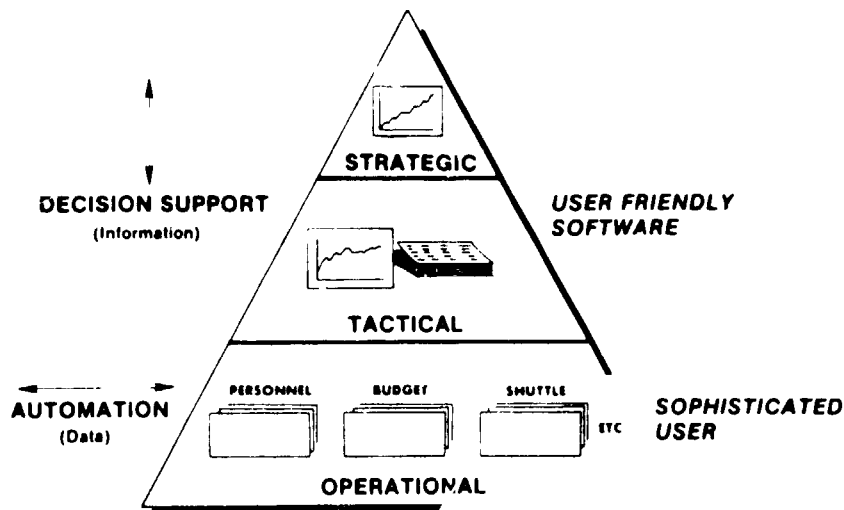 STRATEGIC
DECISION SUPPORT
(Information)
USER FRIENDLY
SOFTWARE
TACTICAL
PERSONNEL
BUDGET
SHUTTLE
AUTOMATION
(Data)
ETC
SOPHISTICATED
USER
OPERATIONAL